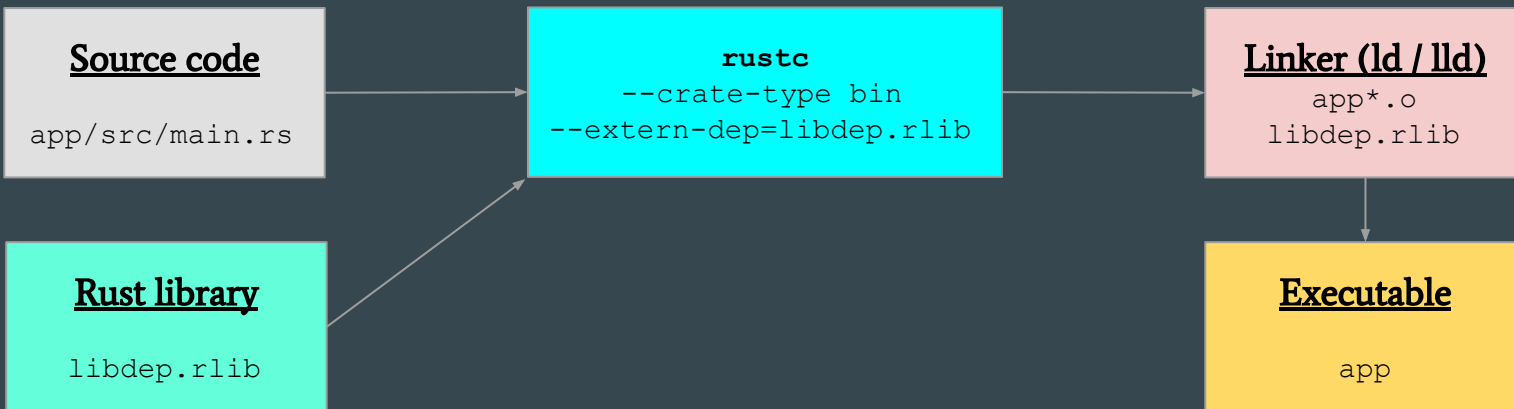 Source code
app/src/main.rs
rustc
--crate-type bin
--extern-dep=libdep.rlib
Linker (ld / lld)
app*.o
libdep.rlib
Rust library
libdep.rlib
Executable
app